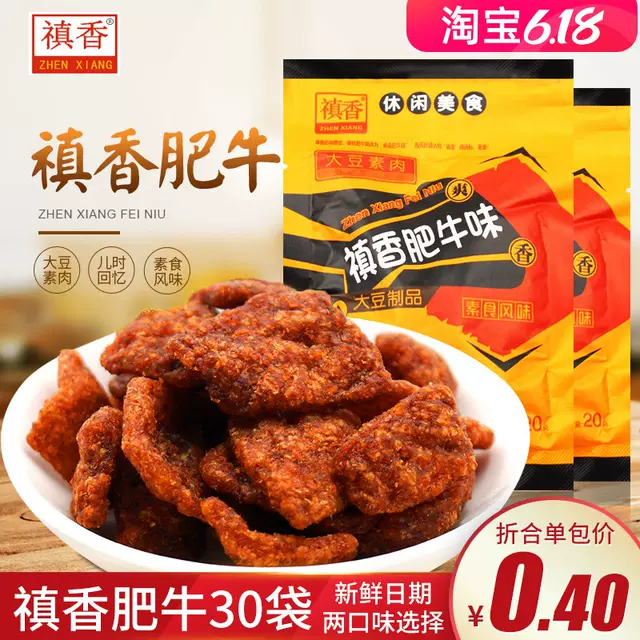 禛香®
ZHEN XIANG
淘宝6.18
禛香肥牛
ZHEN XIANG FEI NIU
大豆
素肉
儿时
回忆
素食
风味
禛香®
ZHEN XIANG
休闲美食
大豆素肉
Zhen Xiang Fei Niu
爽
禛香肥牛味
香
大豆制品
素食风味
20
香
味
20
禛香肥牛30袋
新鲜日期
两口味选择
折合单包价
¥0.40